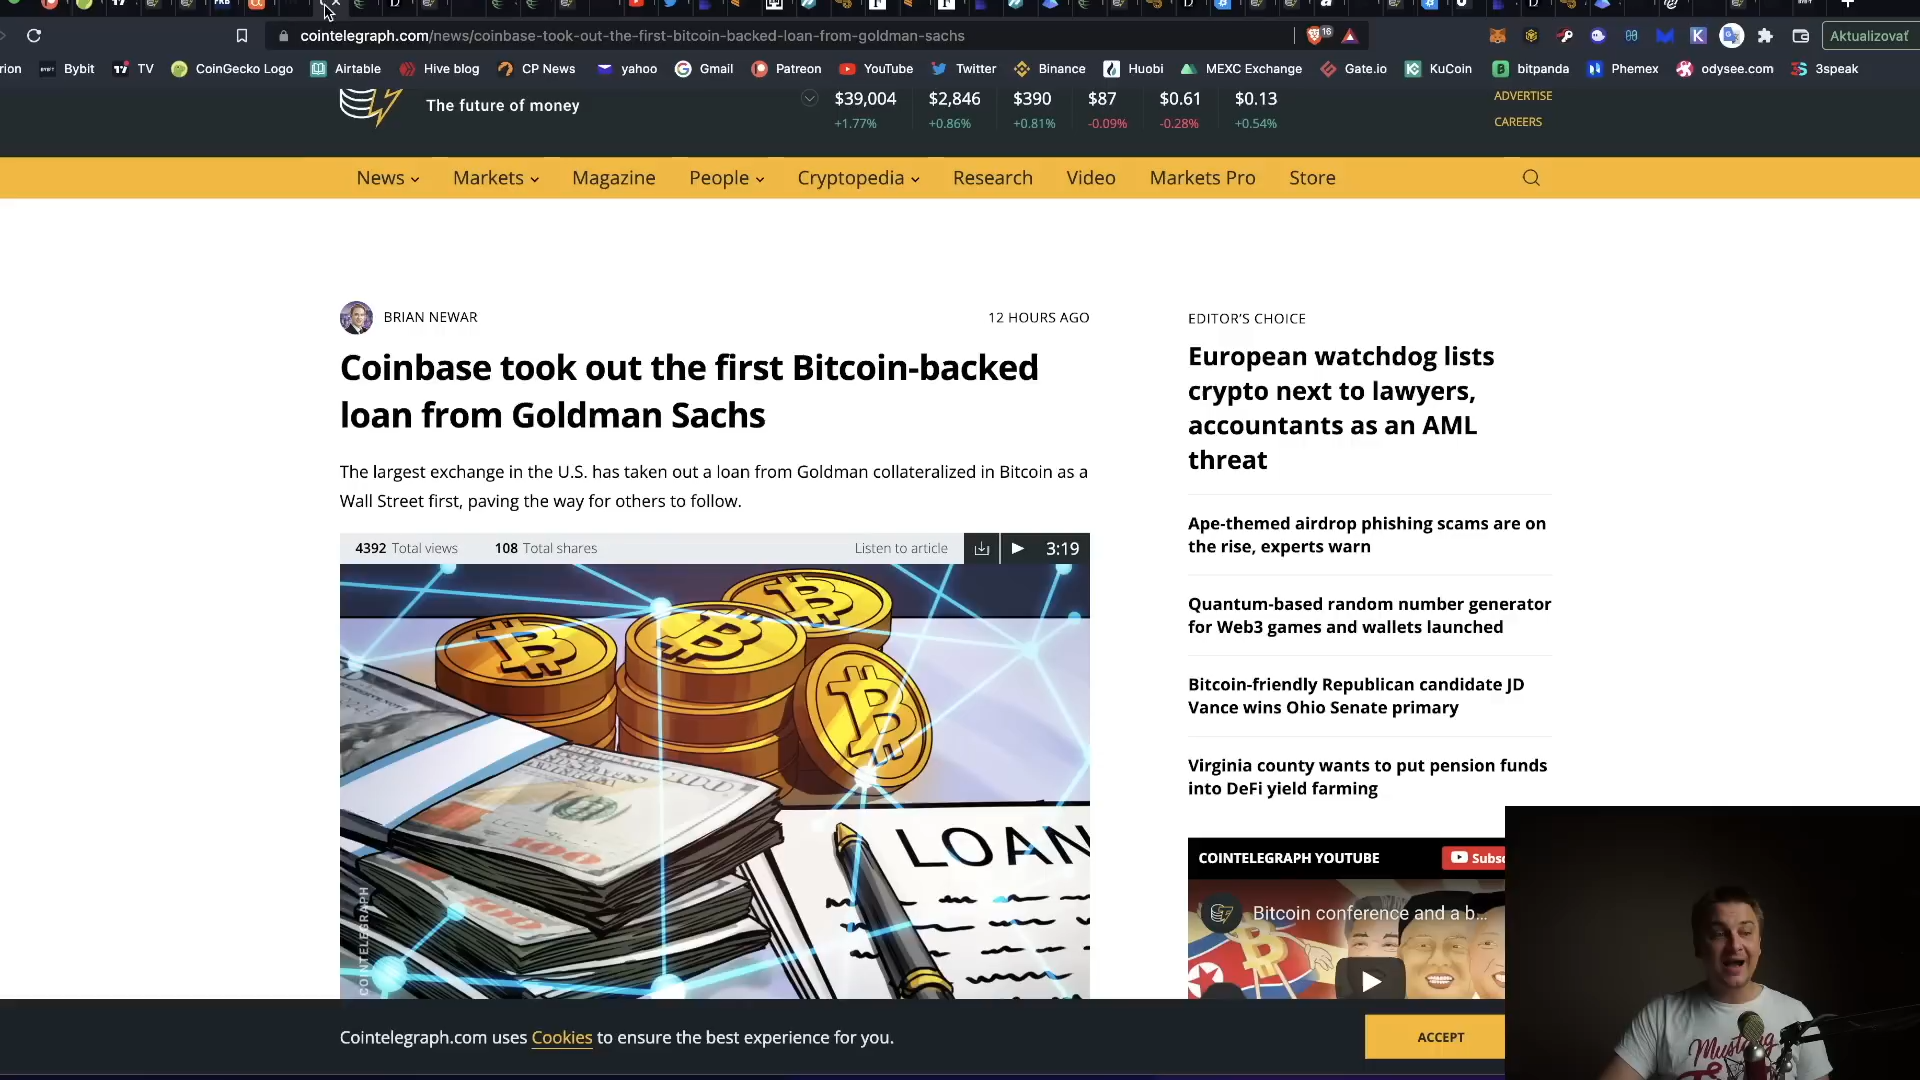 cointelegraph.com/news/coinbase-took-out-the-first-bitcoin-backed-loan-from-goldman-sachs
16
Aktualizovať
rion Bybit TV CoinGecko Logo Airtable Hive blog CP News yahoo Gmail Patreon YouTube Twitter Binance Huobi MEXC Exchange Gate.io KuCoin bitpanda Phemex odysee.com 3speak
The future of money
$39,004 $2,846 $390 $87 $0.61 $0.13
+1.77% +0.86% +0.81% -0.09% -0.28% +0.54%
ADVERTISE
CAREERS
News Markets Magazine People Cryptopedia Research Video Markets Pro Store
BRIAN NEWAR 12 HOURS AGO
Coinbase took out the first Bitcoin-backed
loan from Goldman Sachs
The largest exchange in the U.S. has taken out a loan from Goldman collateralized in Bitcoin as a
Wall Street first, paving the way for others to follow.
4392 Total views 108 Total shares Listen to article 3:19
LOAN
100
100
COINTELEGRAPH
EDITOR'S CHOICE
European watchdog lists
crypto next to lawyers,
accountants as an AML
threat
Ape-themed airdrop phishing scams are on
the rise, experts warn
Quantum-based random number generator
for Web3 games and wallets launched
Bitcoin-friendly Republican candidate JD
Vance wins Ohio Senate primary
Virginia county wants to put pension funds
into DeFi yield farming
COINTELEGRAPH YOUTUBE Subsc
Bitcoin conference and a b...
Cointelegraph.com uses Cookies to ensure the best experience for you.
ACCEPT
Mustang